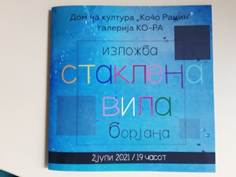 Дом на култура „Кочо Рацин"
галерија КО-РА
изложба
стаклена
вила
борјана
2 јули 2021 / 19 часот